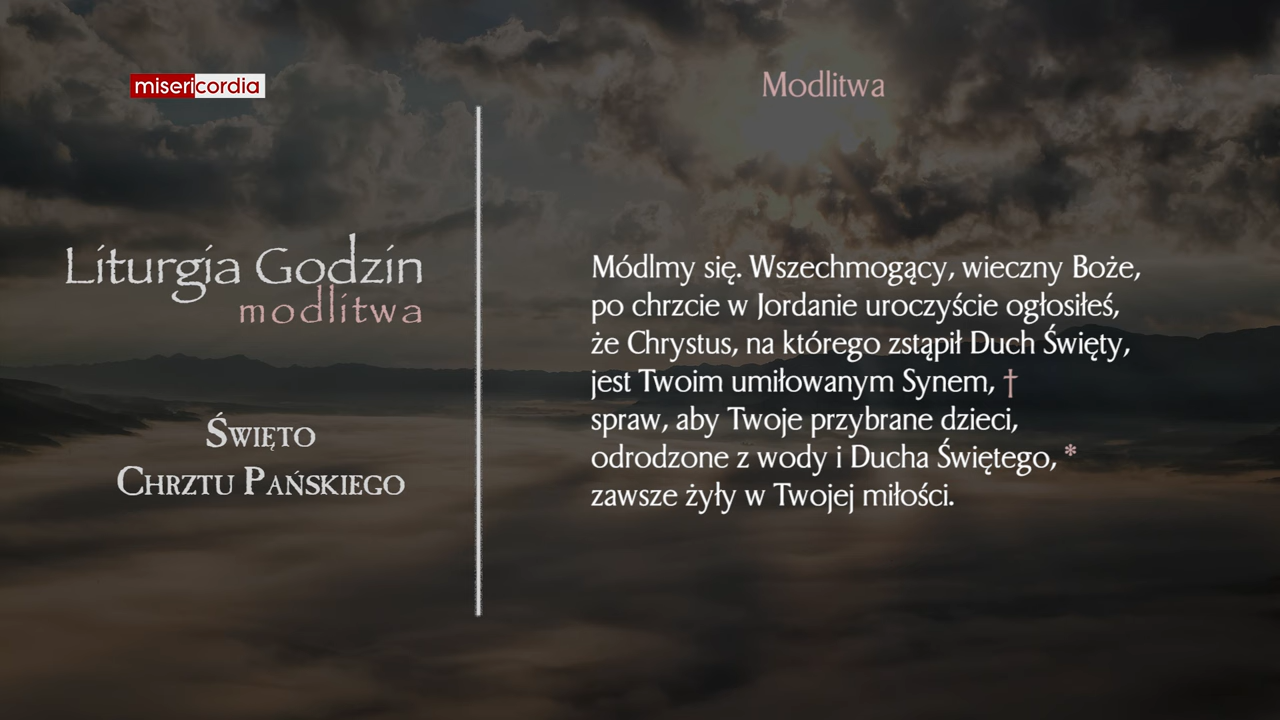 misericordia
Liturgia Godzin
modlitwa
Święto
Chrztu Pańskiego
Modlitwa
Módlmy się. Wszechmogący, wieczny Boże,
po chrzcie w Jordanie uroczyście ogłosiłeś,
że Chrystus, na którego zstąpił Duch Święty,
jest Twoim umiłowanym Synem, †
spraw, aby Twoje przybrane dzieci,
odrodzone z wody i Ducha Świętego, *
zawsze żyły w Twojej miłości.